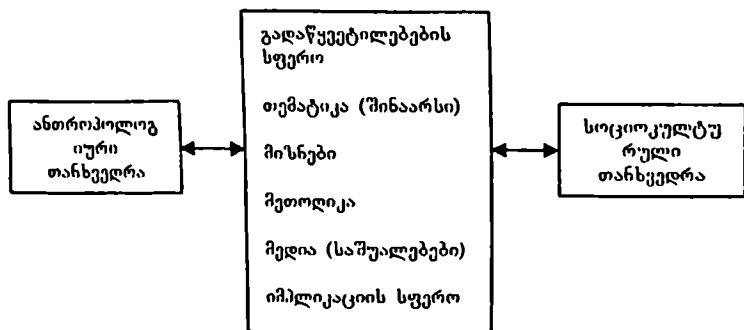 ანთროპოლოგ
იური
თანხვედრა
გადაწყვეტილებების
სფერო
თემატიკა (შინაარსი)
მიზნები
მეთოდიკა
მედია (საშუალებები)
იმპლიკაციის სფერო
სოციოკულტუ
რული
თანხვედრა